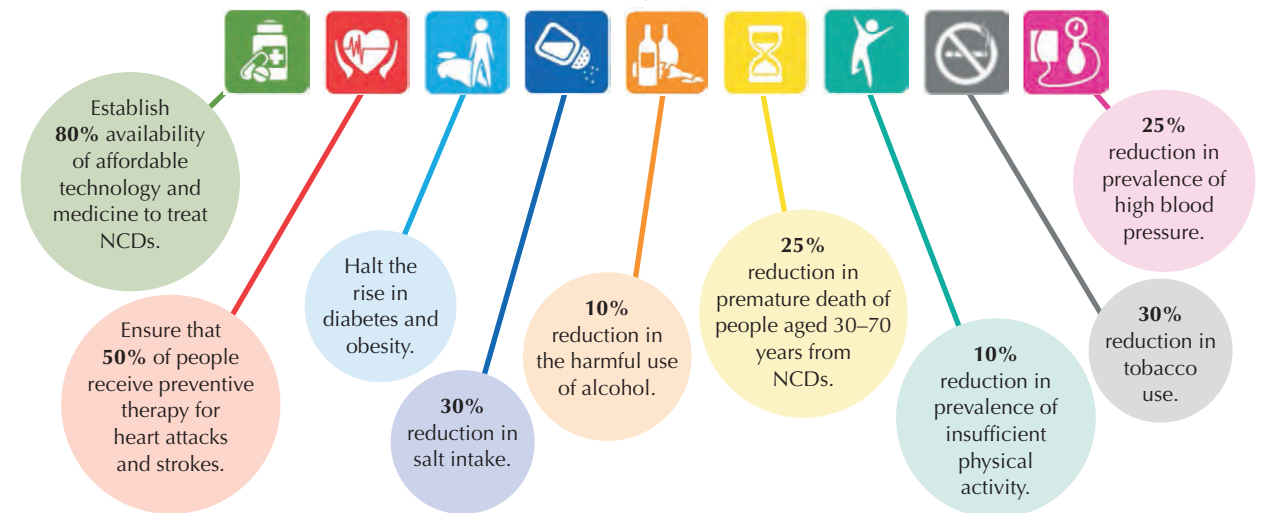 Establish
80% availability
of affordable
technology and
medicine to treat
NCDs.
Ensure that
50% of people
receive preventive
therapy for
heart attacks
and strokes.
Halt the
rise in
diabetes and
obesity.
30%
reduction in
salt intake.
10%
reduction in
the harmful use
of alcohol.
25%
reduction in
premature death of
people aged 30–70
years from
NCDs.
10%
reduction in
prevalence of
insufficient
physical
activity.
30%
reduction in
tobacco
use.
25%
reduction in
prevalence of
high blood
pressure.